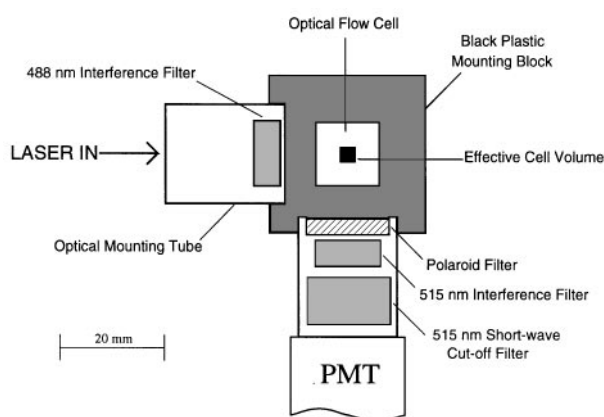 Optical Flow Cell
Black Plastic
Mounting Block
488 nm Interference Filter
LASER IN
Effective Cell Volume
Optical Mounting Tube
Polaroid Filter
515 nm Interference Filter
20 mm
515 nm Short-wave
Cut-off Filter
PMT